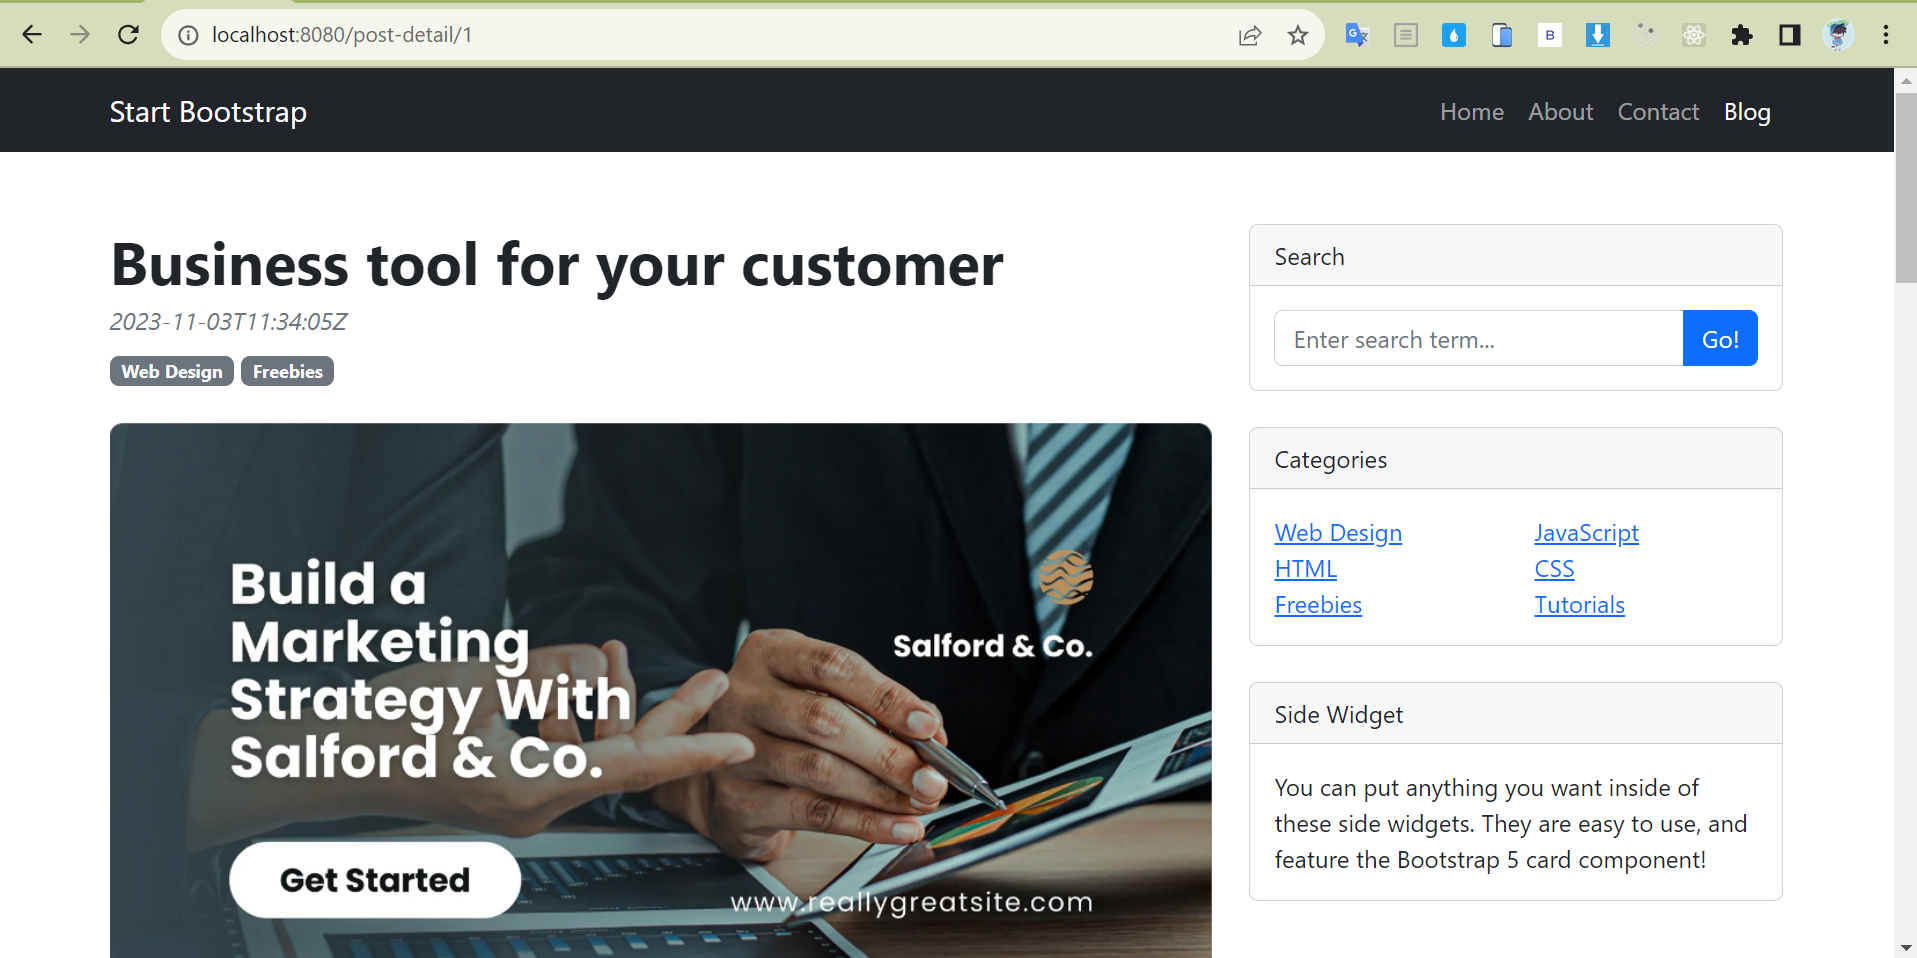 localhost:8080/post-detail/1
B
Start Bootstrap
Home About Contact Blog
Business tool for your customer
2023-11-03T11:34:05Z
Web Design Freebies
Build a
Marketing
Strategy With
Salford & Co.
Get Started
Salford & Co.
www.reallygreatsite.com
Search
Enter search term...
Go!
Categories
Web Design
HTML
Freebies
JavaScript
CSS
Tutorials
Side Widget
You can put anything you want inside of
these side widgets. They are easy to use, and
feature the Bootstrap 5 card component!